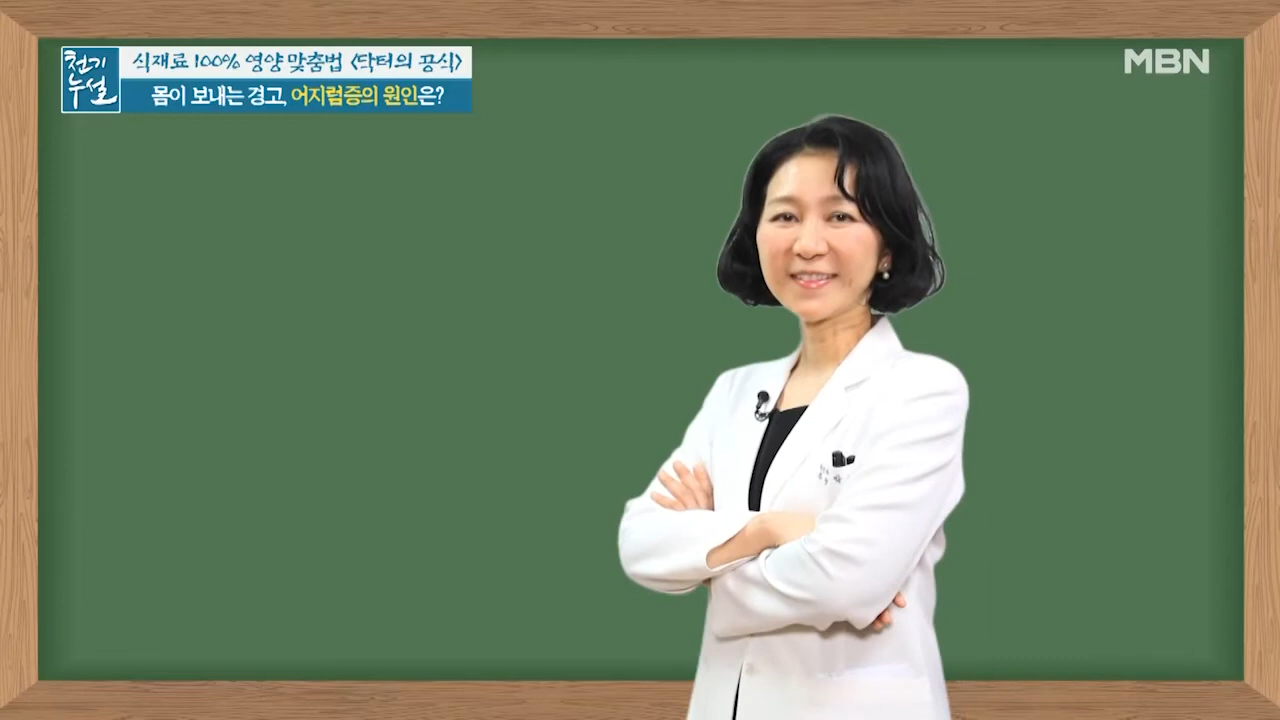 천기누설
식재료 100% 영양 맞춤법 <닥터의 공식>
몸이 보내는 경고, 어지럼증의 원인은?
MBN